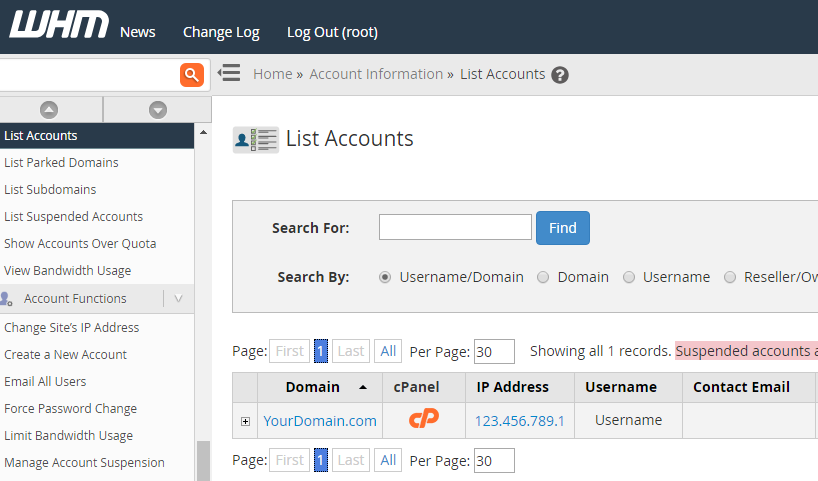 WHM News Change Log Log Out (root)
Home » Account Information » List Accounts ?
List Accounts
List Parked Domains
List Subdomains
List Suspended Accounts
Show Accounts Over Quota
View Bandwidth Usage
Account Functions
Change Site's IP Address
Create a New Account
Email All Users
Force Password Change
Limit Bandwidth Usage
Manage Account Suspension
List Accounts
Search For: Find
Search By: Username/Domain Domain Username Reseller/Ow
Page: First 1 Last All Per Page: 30 Showing all 1 records. Suspended accounts a
Domain cPanel IP Address Username Contact Email
YourDomain.com cP 123.456.789.1 Username
Page: First 1 Last All Per Page: 30